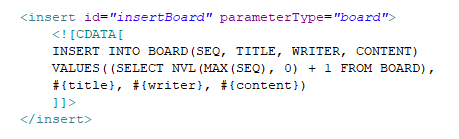 <insert id="insertBoard" parameterType="board">
<![CDATA[
INSERT INTO BOARD(SEQ, TITLE, WRITER, CONTENT)
VALUES((SELECT NVL(MAX(SEQ), 0) + 1 FROM BOARD),
#{title}, #{writer}, #{content})
]]>
</insert>